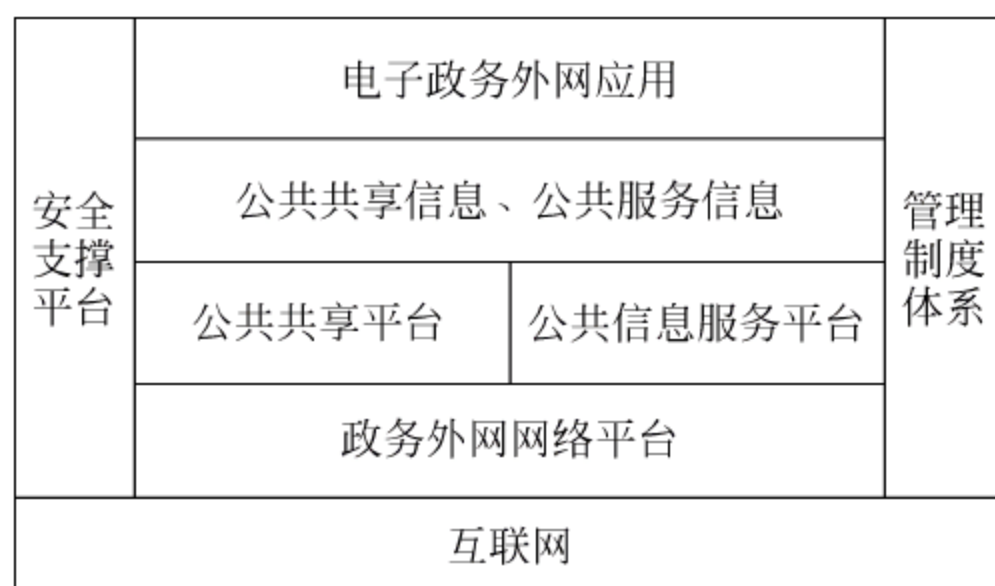 电子政务外网应用
公共共享信息、公共服务信息
安全
支撑
平台
管理
制度
体系
公共共享平台
公共信息服务平台
政务外网网络平台
互联网